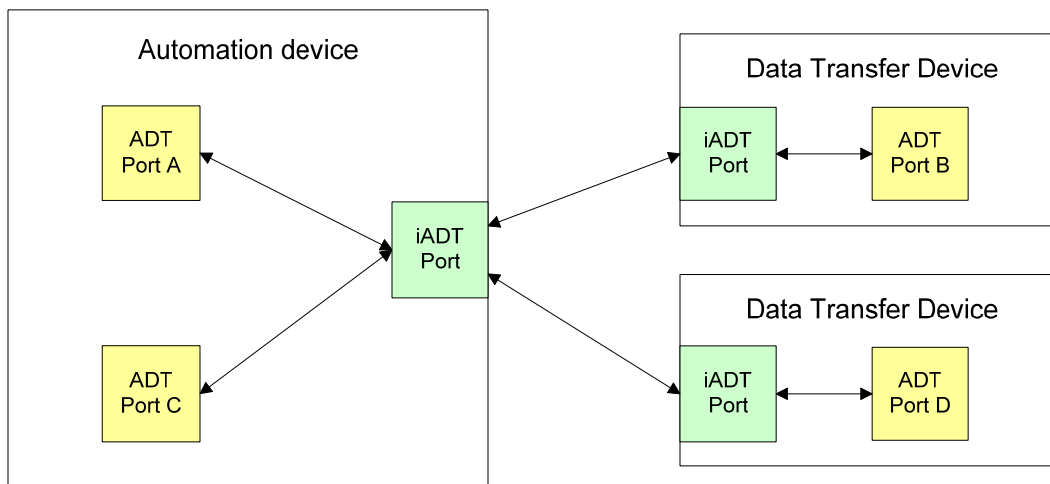 Automation device
ADT
Port A
iADT
Port
ADT
Port C
Data Transfer Device
iADT
Port
ADT
Port B
Data Transfer Device
iADT
Port
ADT
Port D